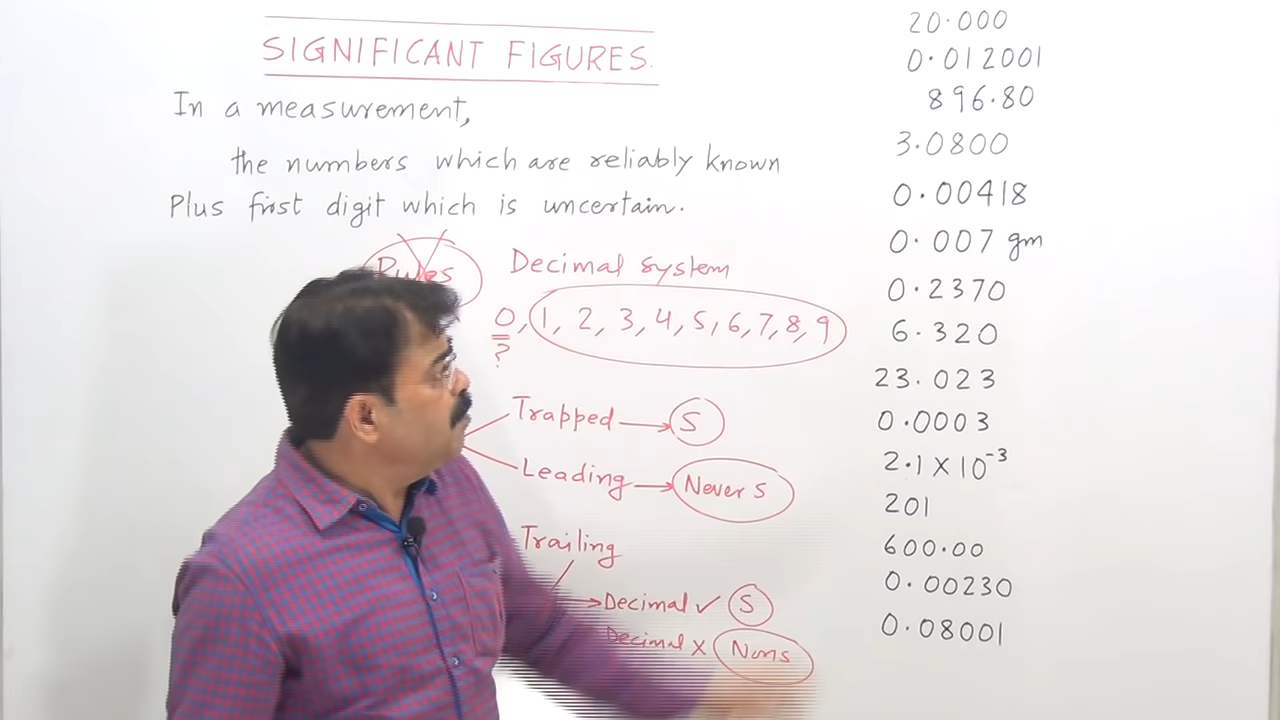 SIGNIFICANT FIGURES.
In a measurement,
the numbers which are reliably known
Plus first digit which is uncertain.
Rules
Decimal system
0, 1, 2, 3, 4, 5, 6, 7, 8, 9
?
Trapped → S
Leading → Never S
Trailing
→ Decimal ✓ S
Decimal X Nons
20.000
0.012001
896.80
3.0800
0.00418
0.007 gm
0.2370
6.320
23.023
0.0003
2.1 X 10⁻³
201
600.00
0.00230
0.08001